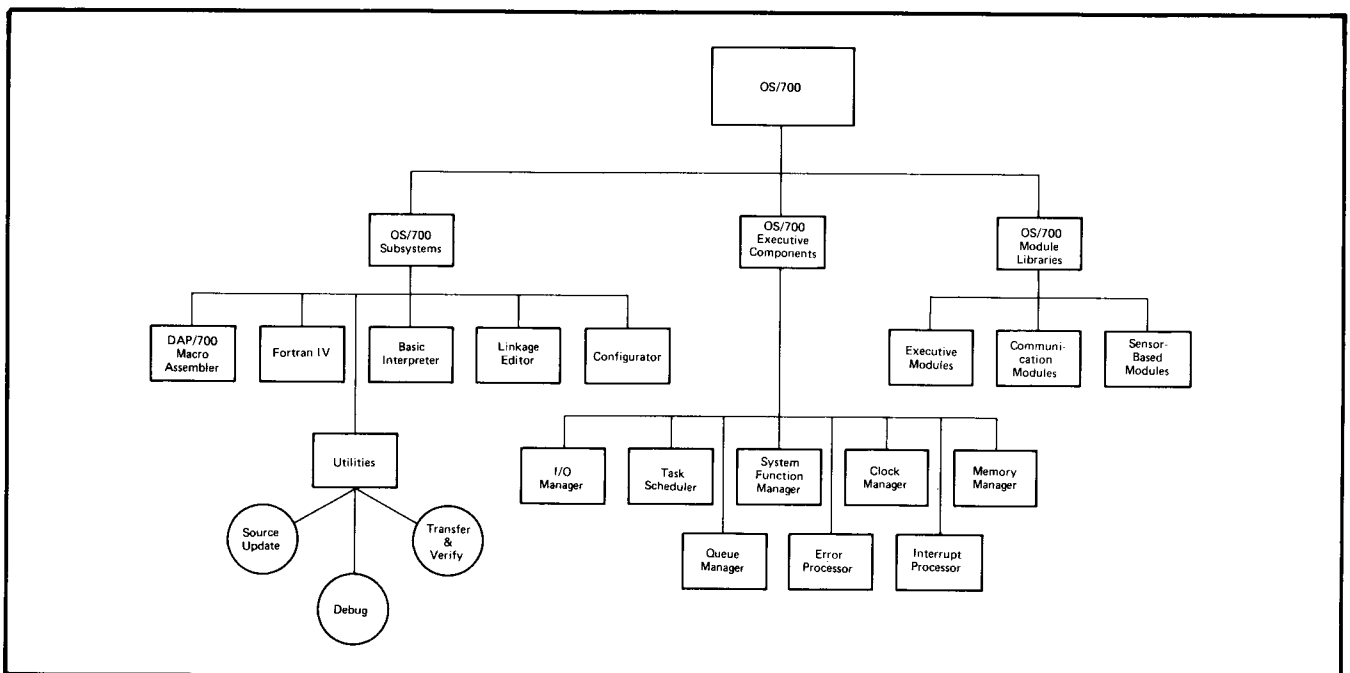 OS/700
OS/700
Subsystems
OS/700
Executive
Components
OS/700
Module
Libraries
DAP/700
Macro
Assembler
Fortran IV
Basic
Interpreter
Linkage
Editor
Configurator
Executive
Modules
Communi-
cation
Modules
Sensor-
Based
Modules
Utilities
Source
Update
Debug
Transfer
&
Verify
I/O
Manager
Task
Scheduler
System
Function
Manager
Clock
Manager
Memory
Manager
Queue
Manager
Error
Processor
Interrupt
Processor